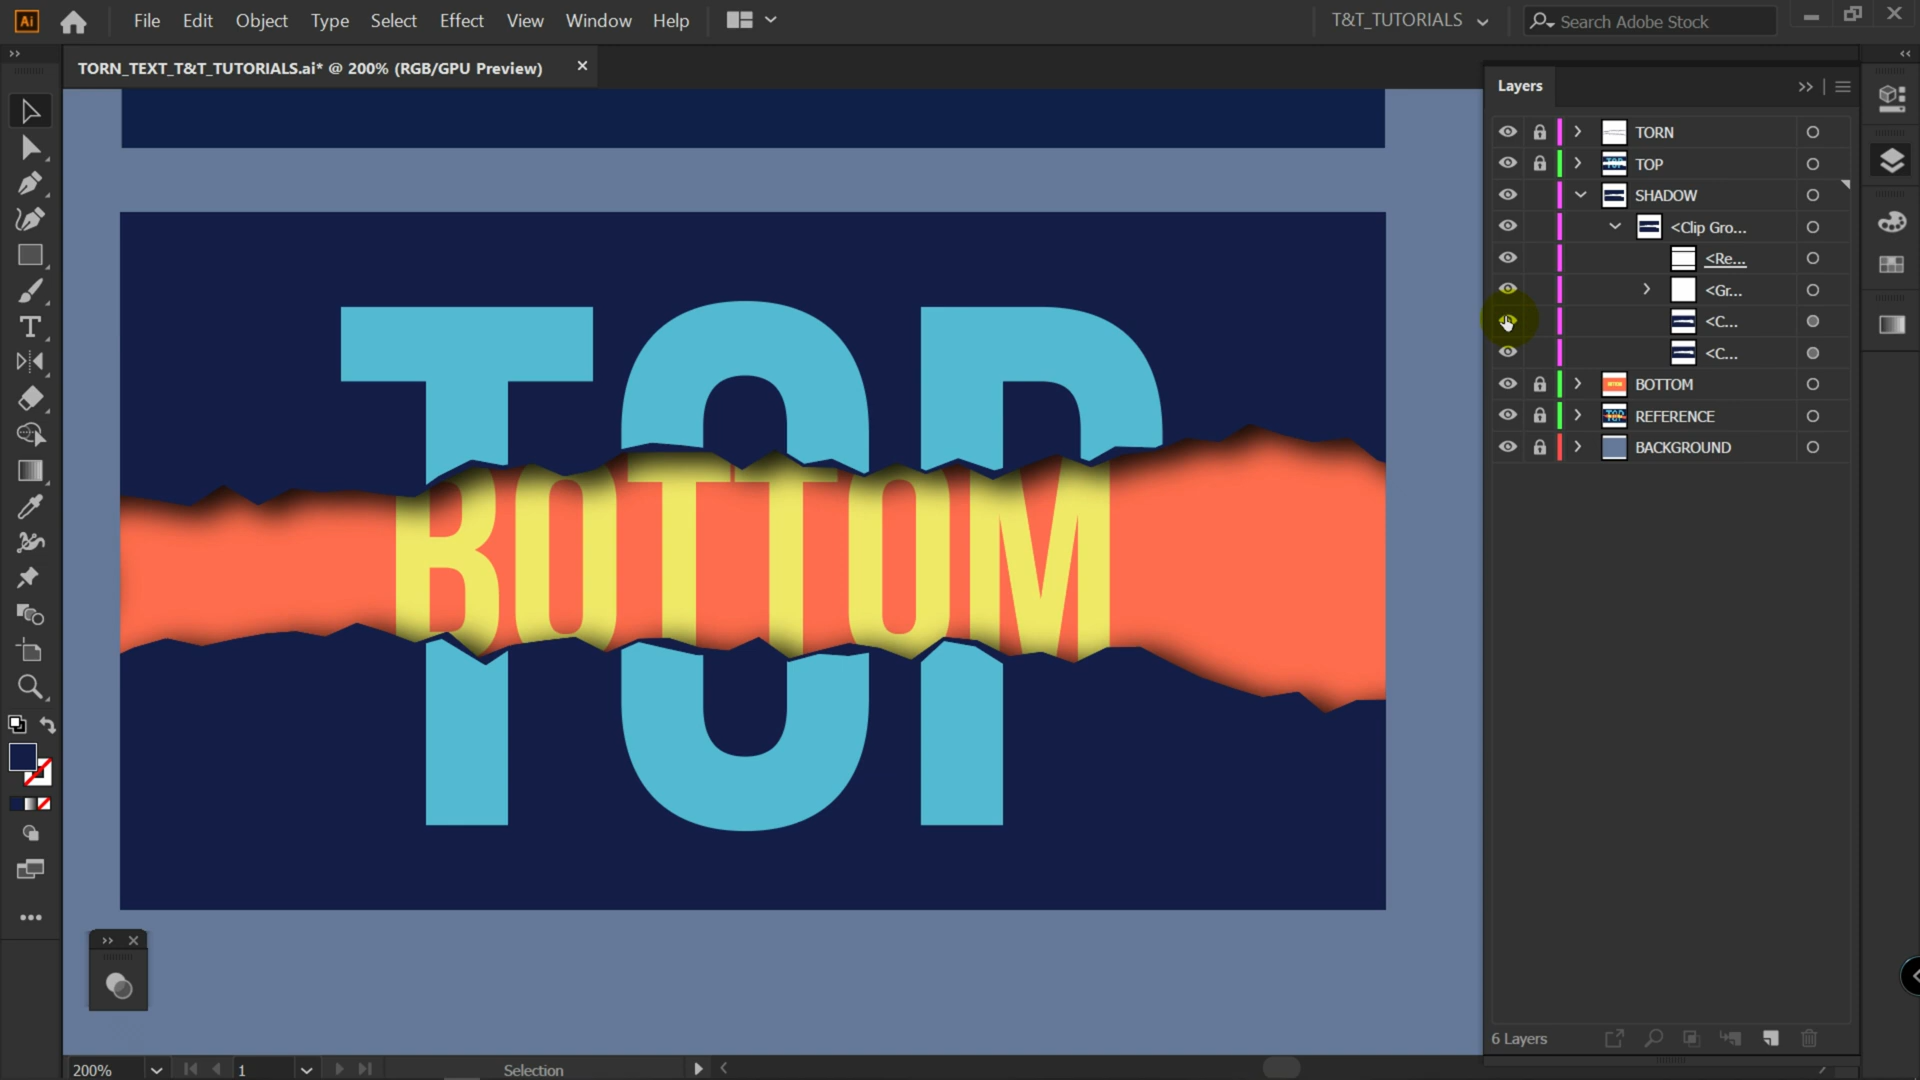 Ai File Edit Object Type Select Effect View Window Help T&T_TUTORIALS Search Adobe Stock
TORN_TEXT_T&T_TUTORIALS.ai* @ 200% (RGB/GPU Preview)
Layers
TORN
TOP
SHADOW
<Clip Gro...
<Re...
<Gr...
<C...
<C...
BOTTOM
REFERENCE
BACKGROUND
TOP
BOTTOM
6 Layers
200% 1 Selection